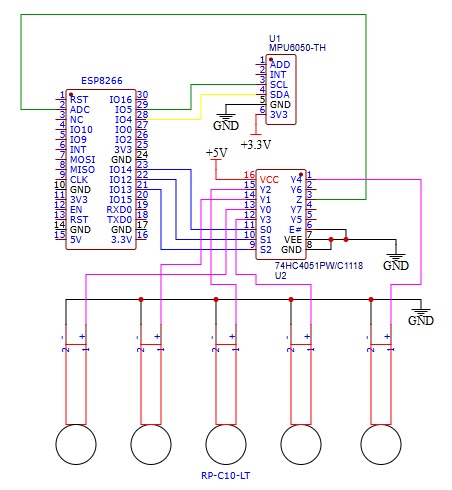 U1
MPU6050-TH
1 ADD
2 INT
3 SCL
4 SDA
5 GND
6 3V3
GND
+3.3V
ESP8266
1 RST IO16 30
2 ADC IO5 29
3 NC IO4 28
4 IO10 IO0 27
5 IO9 IO2 26
6 INT 3V3 25
7 MOSI GND 24
8 MISO IO14 23
9 CLK IO12 22
10 GND IO13 21
11 3V3 IO15 20
12 EN RXD0 19
13 RST TXD0 18
14 GND GND 17
15 5V 3.3V 16
+5V
16 VCC Y4 1
15 Y2 Y6 2
14 Y1 Z 3
13 Y0 Y7 4
12 Y3 Y5 5
11 S0 E# 6
10 S1 VEE 7
9 S2 GND 8
74HC4051PW/C1118
U2
GND
GND
- +
2 1
- +
2 1
- +
2 1
- +
2 1
- +
2 1
RP-C10-LT